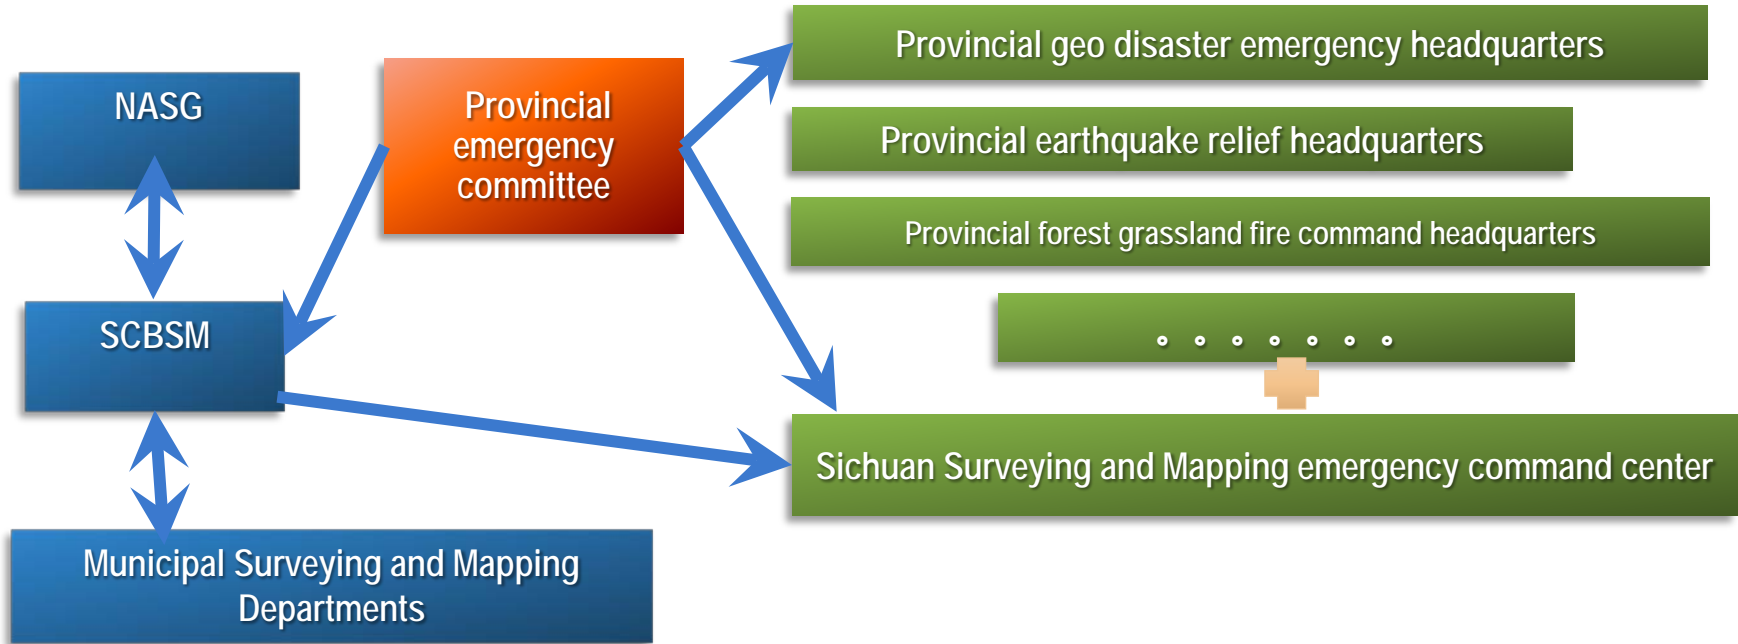 NASG
SCBSM
Municipal Surveying and Mapping
Departments
Provincial
emergency
committee
Provincial geo disaster emergency headquarters
Provincial earthquake relief headquarters
Provincial forest grassland fire command headquarters
。。。。。。。
Sichuan Surveying and Mapping emergency command center